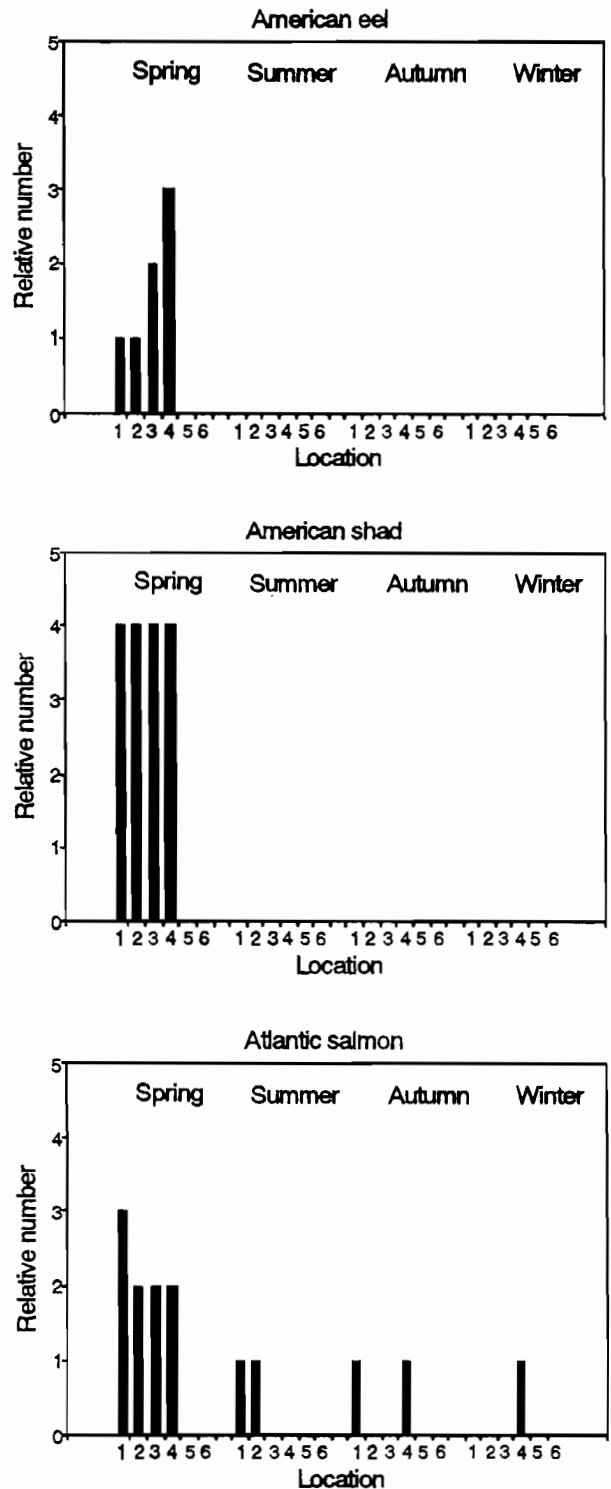 American eel
5
Spring Summer Autumn Winter
4
3
2
1
0
Relative number
1 2 3 4 5 6 1 2 3 4 5 6 1 2 3 4 5 6 1 2 3 4 5 6
Location
American shad
5
Spring Summer Autumn Winter
4
3
2
1
0
Relative number
1 2 3 4 5 6 1 2 3 4 5 6 1 2 3 4 5 6 1 2 3 4 5 6
Location
Atlantic salmon
5
Spring Summer Autumn Winter
4
3
2
1
0
Relative number
1 2 3 4 5 6 1 2 3 4 5 6 1 2 3 4 5 6 1 2 3 4 5 6
Location